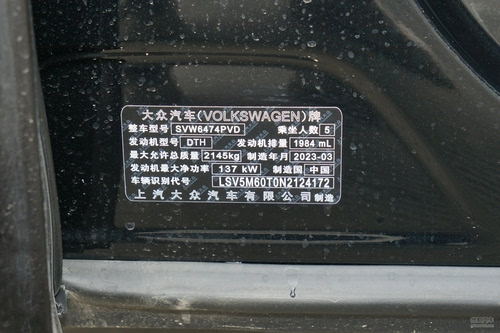 大众汽车(VOLKSWAGEN)牌
整车型号 SVW6474PVD 乘坐人数 5
发动机型号 DTH 发动机排量 1984 mL
最大允许总质量 2145kg 制造年月 2023-03
发动机最大净功率 137 kW 制造国 中国
车辆识别代号 LSV5M60T0N2124172
上汽大众汽车有限公司制造